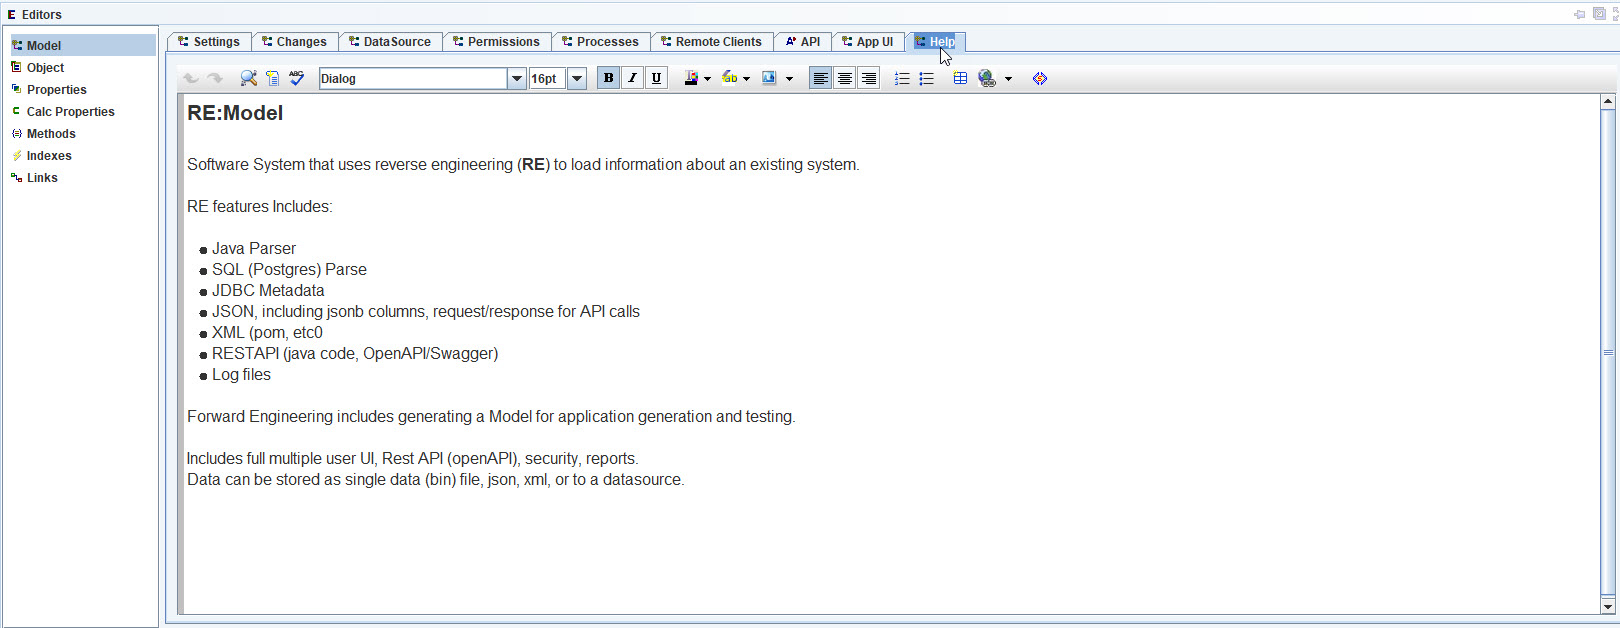 Editors
Model
Object
Properties
Calc Properties
Methods
Indexes
Links
Settings
Changes
DataSource
Permissions
Processes
Remote Clients
API
App UI
Help
Dialog
16pt
B
I
U
RE:Model
Software System that uses reverse engineering (RE) to load information about an existing system.
RE features Includes:
Java Parser
SQL (Postgres) Parse
JDBC Metadata
JSON, including jsonb columns, request/response for API calls
XML (pom, etc0
RESTAPI (java code, OpenAPI/Swagger)
Log files
Forward Engineering includes generating a Model for application generation and testing.
Includes full multiple user UI, Rest API (openAPI), security, reports.
Data can be stored as single data (bin) file, json, xml, or to a datasource.